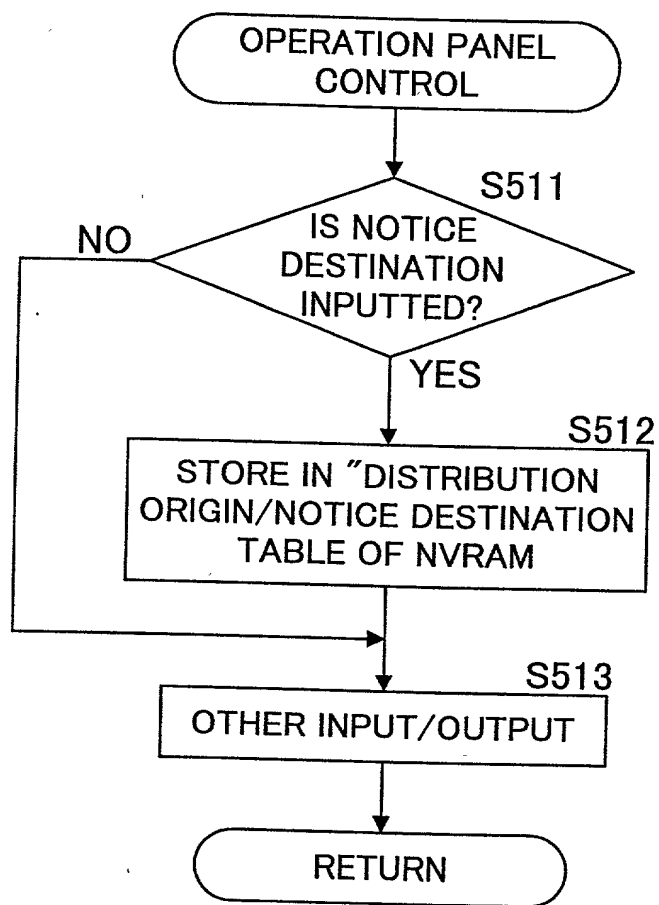 OPERATION PANEL
CONTROL
S511
IS NOTICE
DESTINATION
INPUTTED?
NO
YES
S512
STORE IN "DISTRIBUTION
ORIGIN/NOTICE DESTINATION
TABLE OF NVRAM
S513
OTHER INPUT/OUTPUT
RETURN